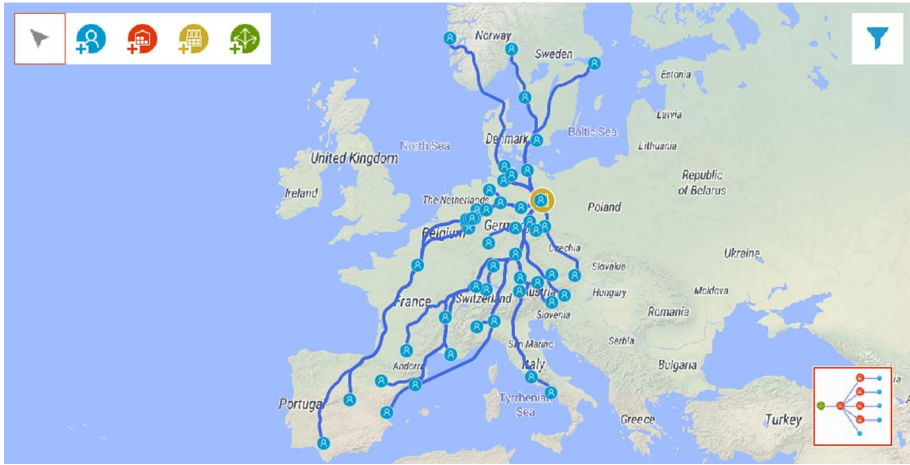 Norway
Sweden
Estonia
Latvia
Denmark
Baltic Sea
North Sea
Lithuania
United Kingdom
Republic
of Belarus
Ireland
The Netherlands
Poland
Belgium
Germ
Czechia
Ukraine
Slovakia
France
Switzerland
Austria
Hungary
Moldova
Slovenia
Romania
San Marino
Serbia
Andorra
Italy
Bulgaria
Portuga
Tyrrhenian
Sea
Greece
Turkey